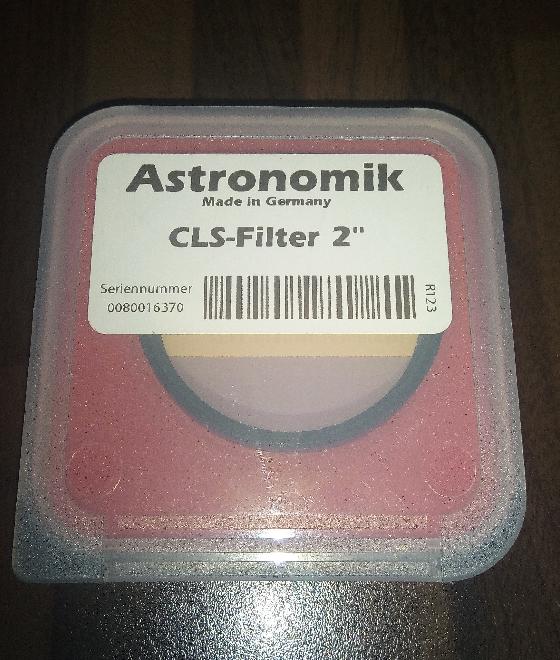 Astronomik
Made in Germany
CLS-Filter 2"
Seriennummer
0080016370
R123